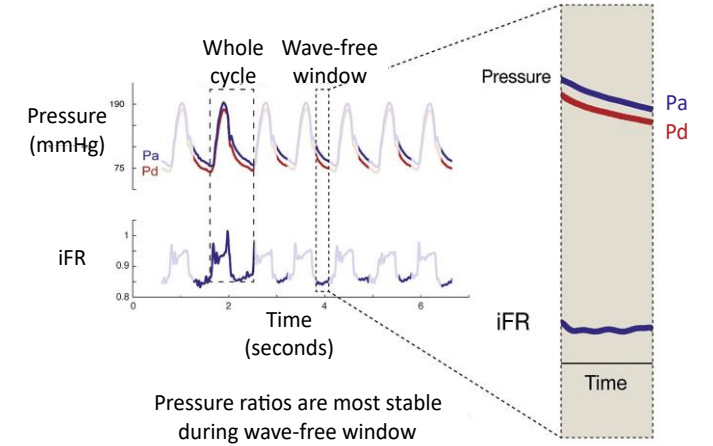 Whole
cycle
Wave-free
window
Pressure
(mmHg)
190
75
Pa
Pd
iFR
1
0.9
0.8
0
2
4
6
Time
(seconds)
Pressure ratios are most stable
during wave-free window
Pressure
Pa
Pd
iFR
Time